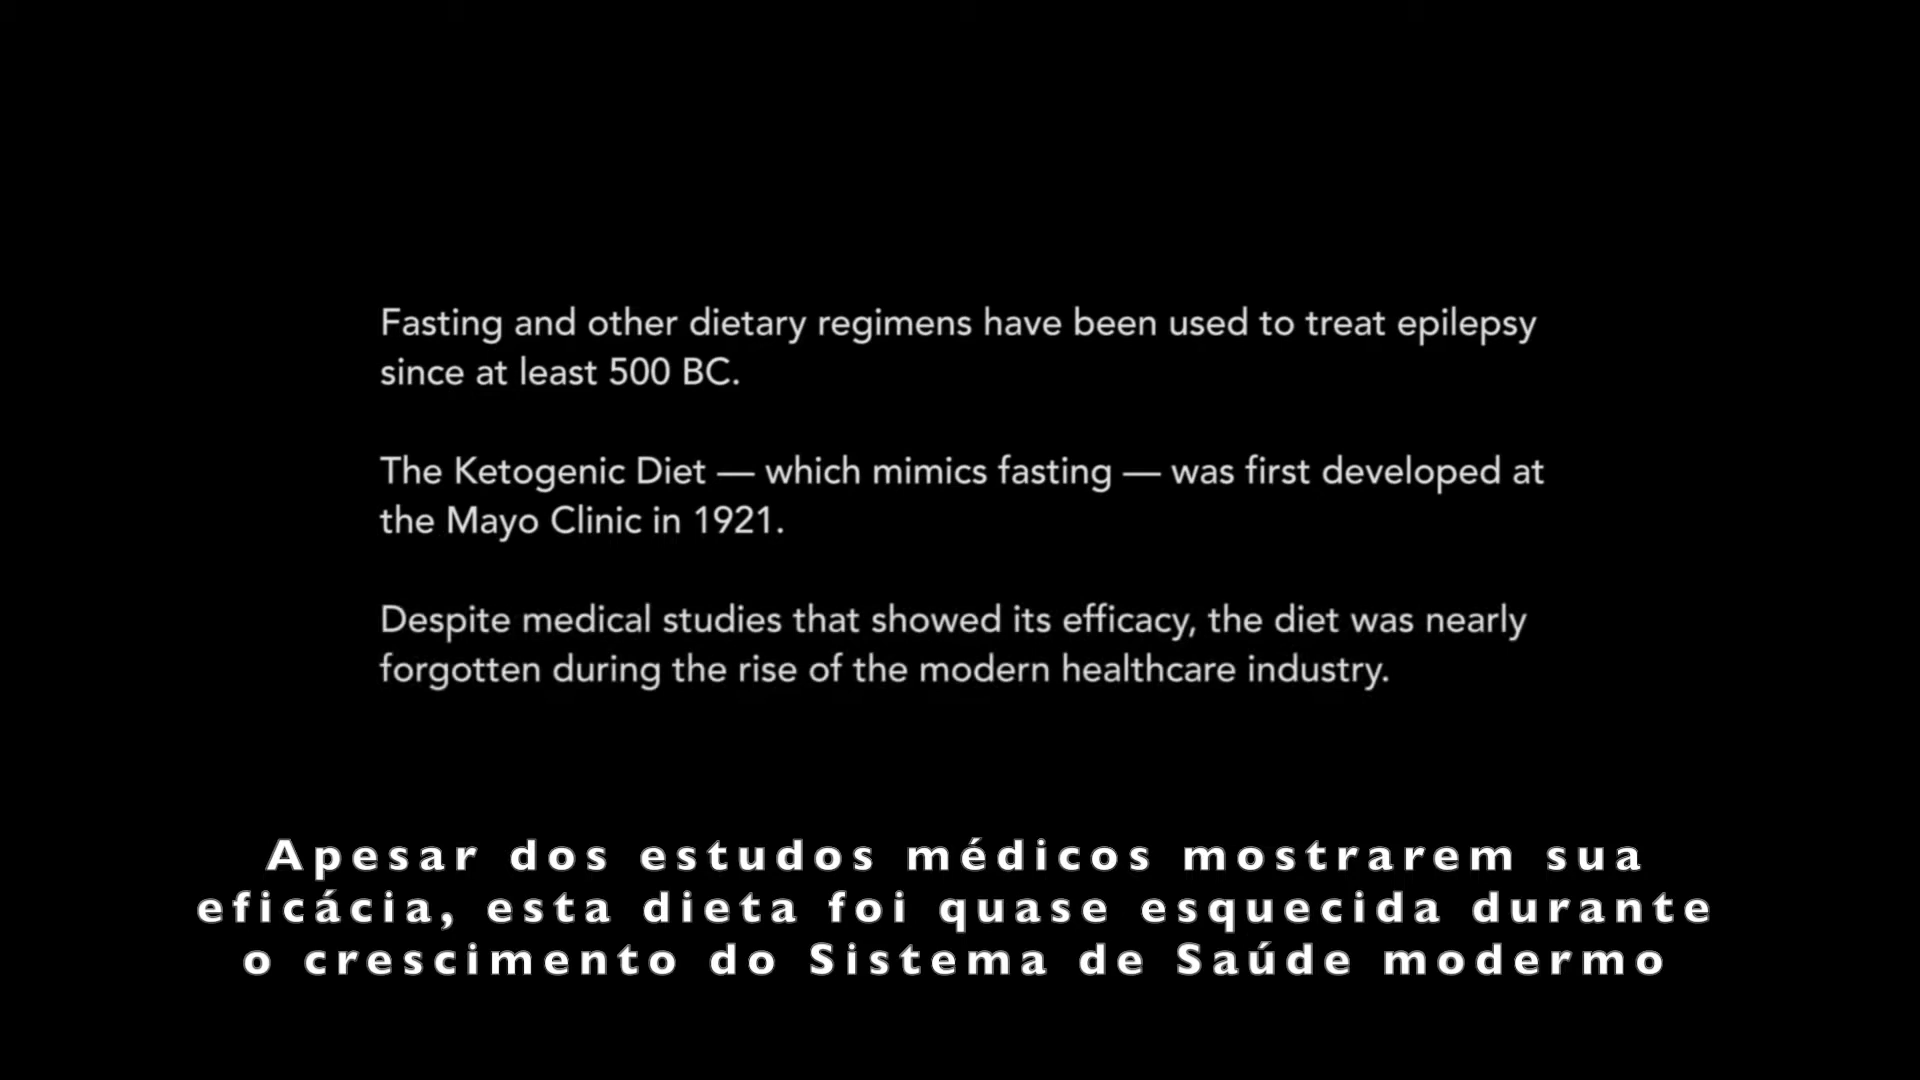 Fasting and other dietary regimens have been used to treat epilepsy
since at least 500 BC.
The Ketogenic Diet — which mimics fasting — was first developed at
the Mayo Clinic in 1921.
Despite medical studies that showed its efficacy, the diet was nearly
forgotten during the rise of the modern healthcare industry.
Apesar dos estudos médicos mostrarem sua
eficácia, esta dieta foi quase esquecida durante
o crescimento do Sistema de Saúde modermo